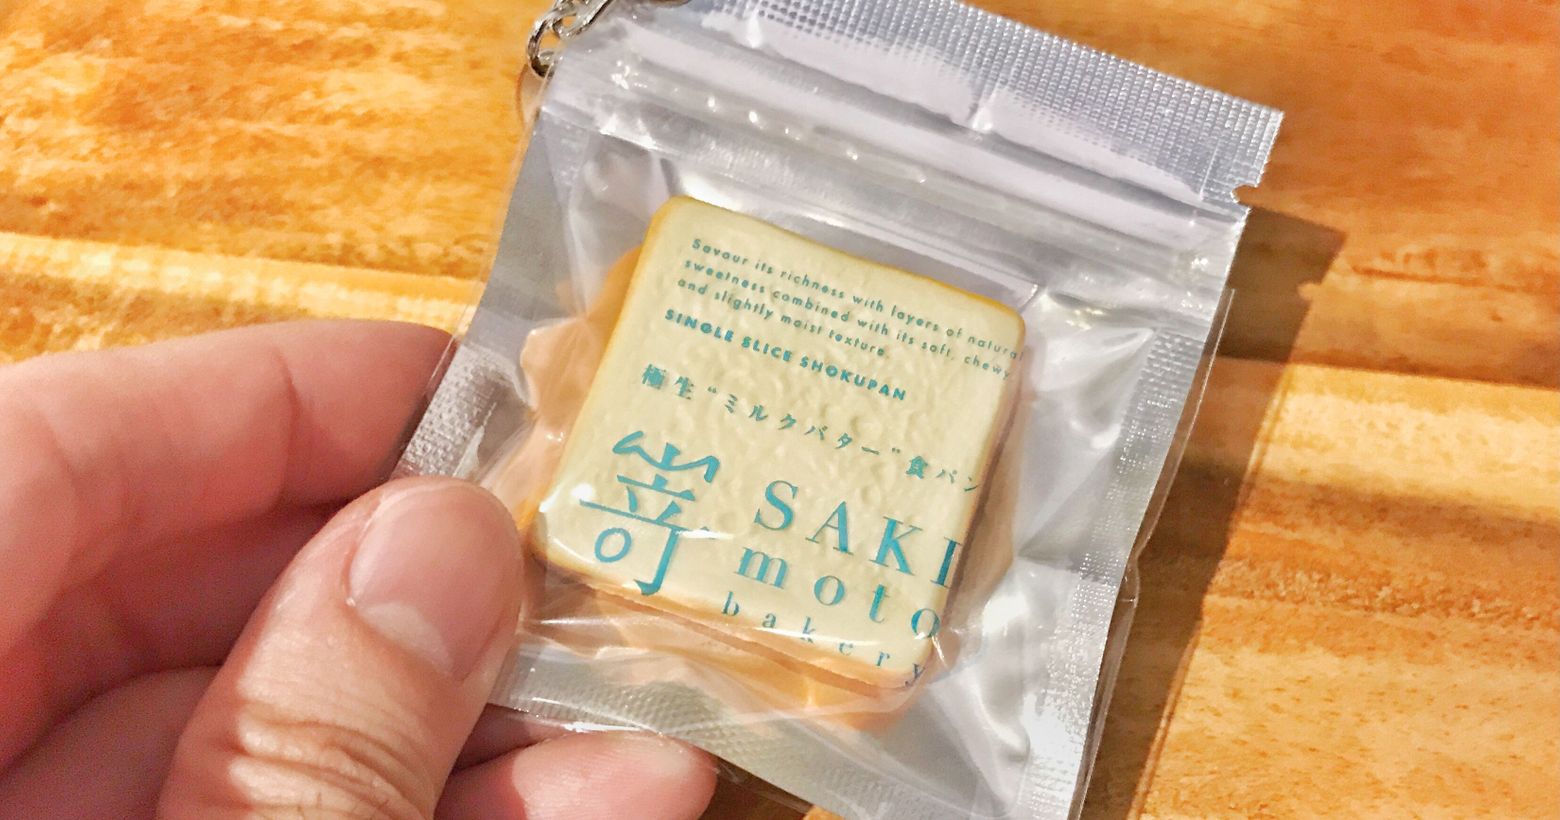 Savour its richness with layers of natural
sweetness combined with its soft, chewy
and slightly moist texture.
SINGLE SLICE SHOKUPAN
極生“ミルクバター”食パン
嵜
SAKI
moto
bakery